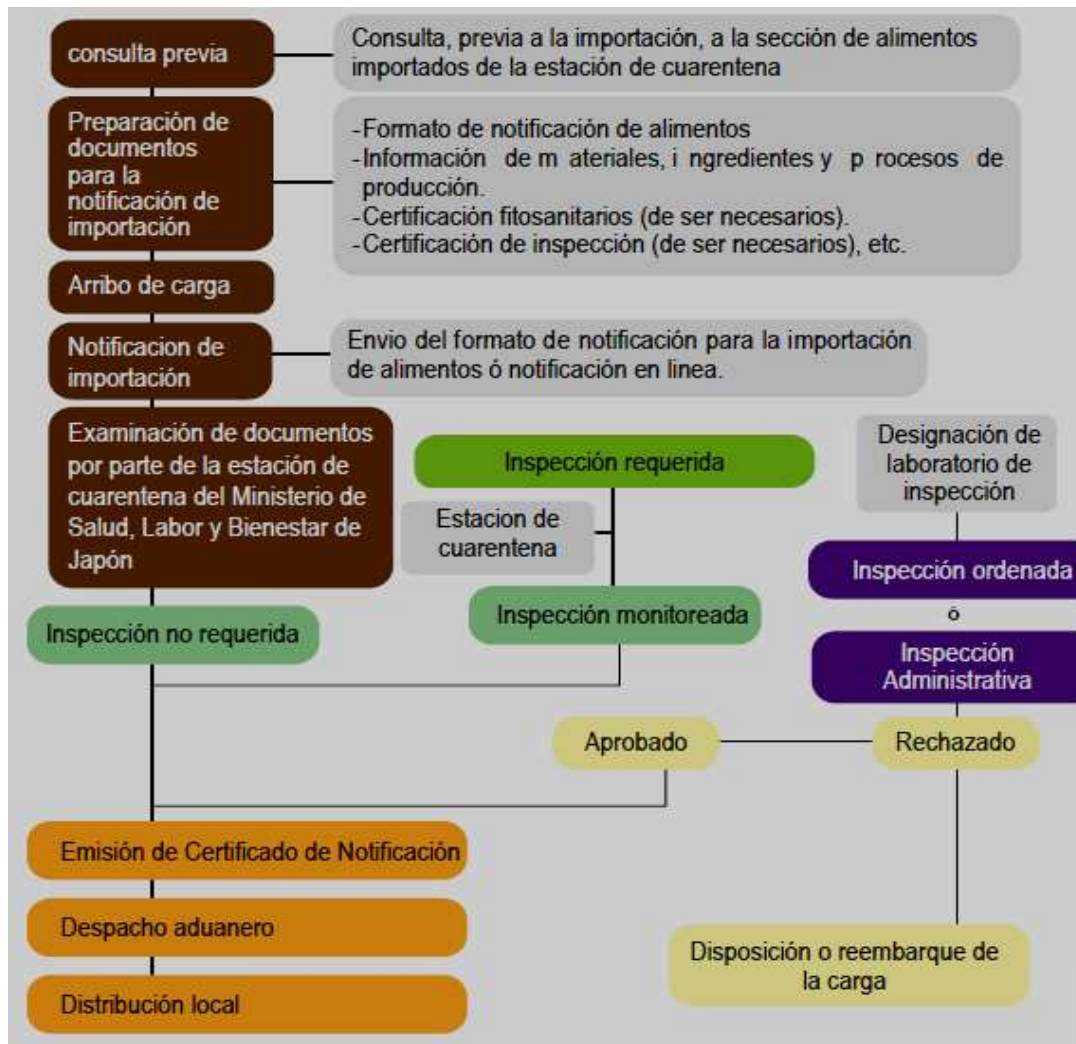 consulta previa
Consulta, previa a la importación, a la sección de alimentos
importados de la estación de cuarentena
Preparación de
documentos
para la
notificación de
importación
-Formato de notificación de alimentos
-Información de m ateriales, i ngredientes y p rocesos de
producción.
-Certificación fitosanitarios (de ser necesarios).
-Certificación de inspección (de ser necesarios), etc.
Arribo de carga
Notificacion de
importación
Envio del formato de notificación para la importación
de alimentos ó notificación en linea.
Examinación de documentos
por parte de la estación de
cuarentena del Ministerio de
Salud, Labor y Bienestar de
Japón
Inspección requerida
Designación de
laboratorio de
inspección
Estacion de
cuarentena
Inspección ordenada
ó
Inspección
Administrativa
Inspección no requerida
Inspección monitoreada
Aprobado
Rechazado
Emisión de Certificado de Notificación
Despacho aduanero
Distribución local
Disposición o reembarque de
la carga